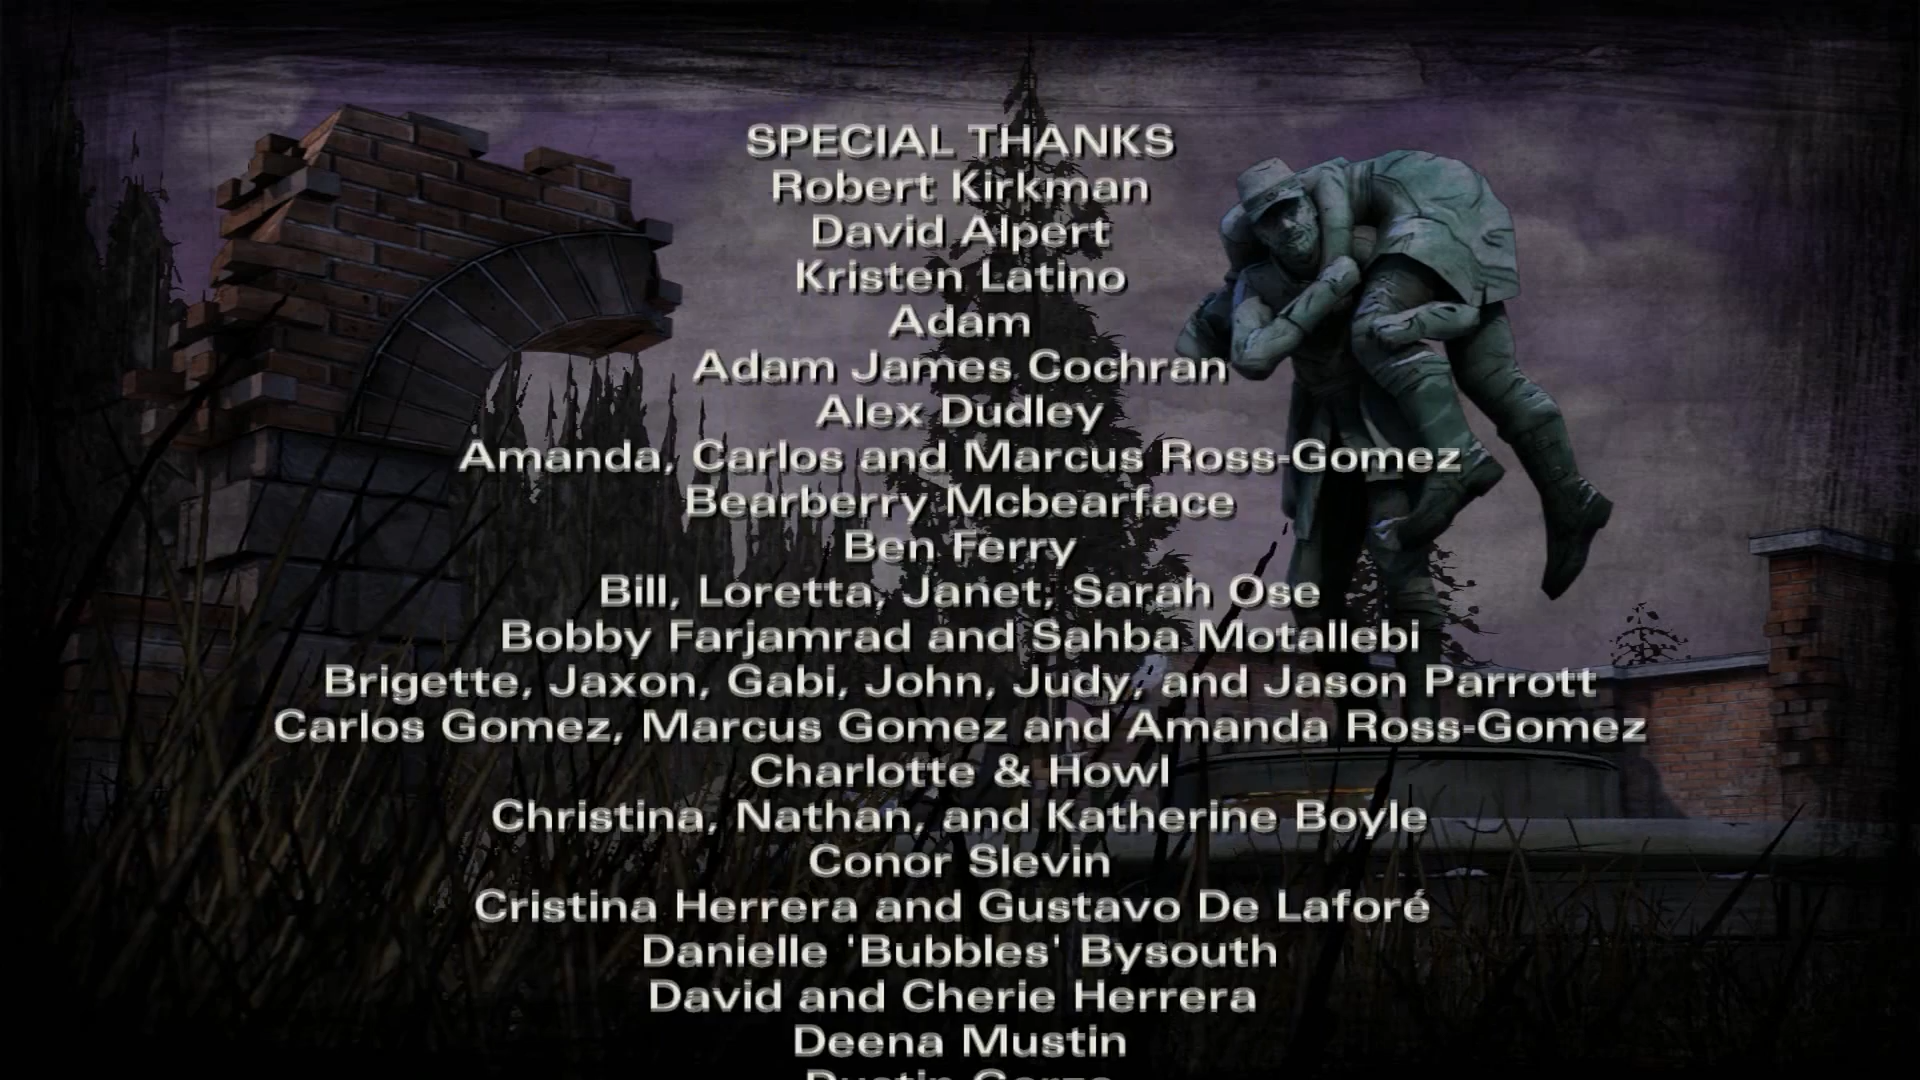 SPECIAL THANKS
Robert Kirkman
David Alpert
Kristen Latino
Adam
Adam James Cochran
Alex Dudley
Amanda, Carlos and Marcus Ross-Gomez
Bearberry Mcbearface
Ben Ferry
Bill, Loretta, Janet, Sarah Ose
Bobby Farjamrad and Sahba Motallebi
Brigette, Jaxon, Gabi, John, Judy, and Jason Parrott
Carlos Gomez, Marcus Gomez and Amanda Ross-Gomez
Charlotte & Howl
Christina, Nathan, and Katherine Boyle
Conor Slevin
Cristina Herrera and Gustavo De Laforé
Danielle 'Bubbles' Bysouth
David and Cherie Herrera
Deena Mustin